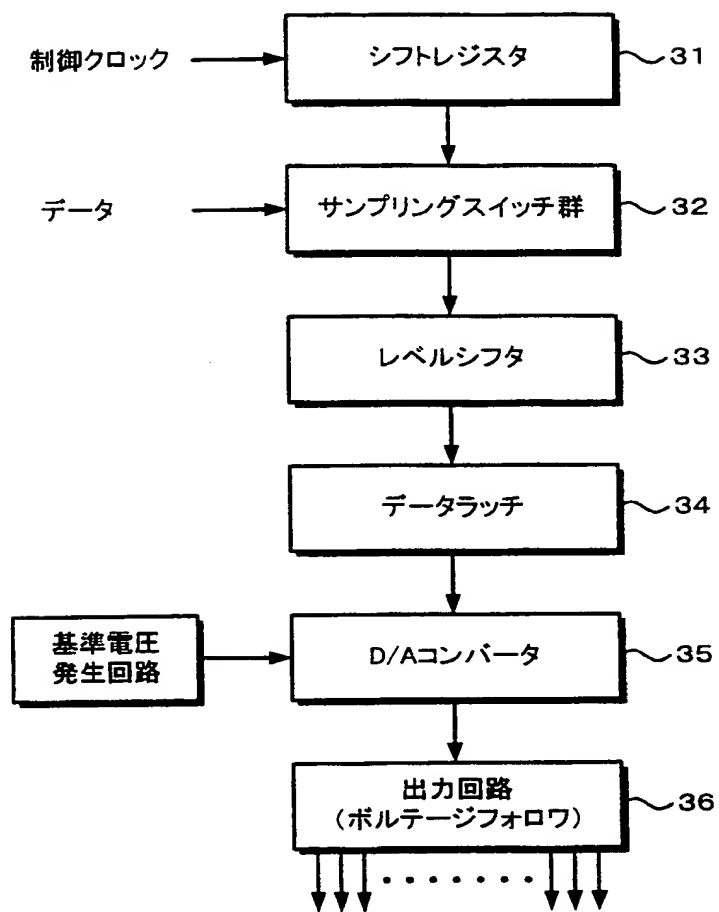 制御クロック
シフトレジスタ
31
データ
サンプリングスイッチ群
32
レベルシフタ
33
データラッチ
34
基準電圧
発生回路
D/Aコンバータ
35
出力回路
(ボルテージフォロワ)
36